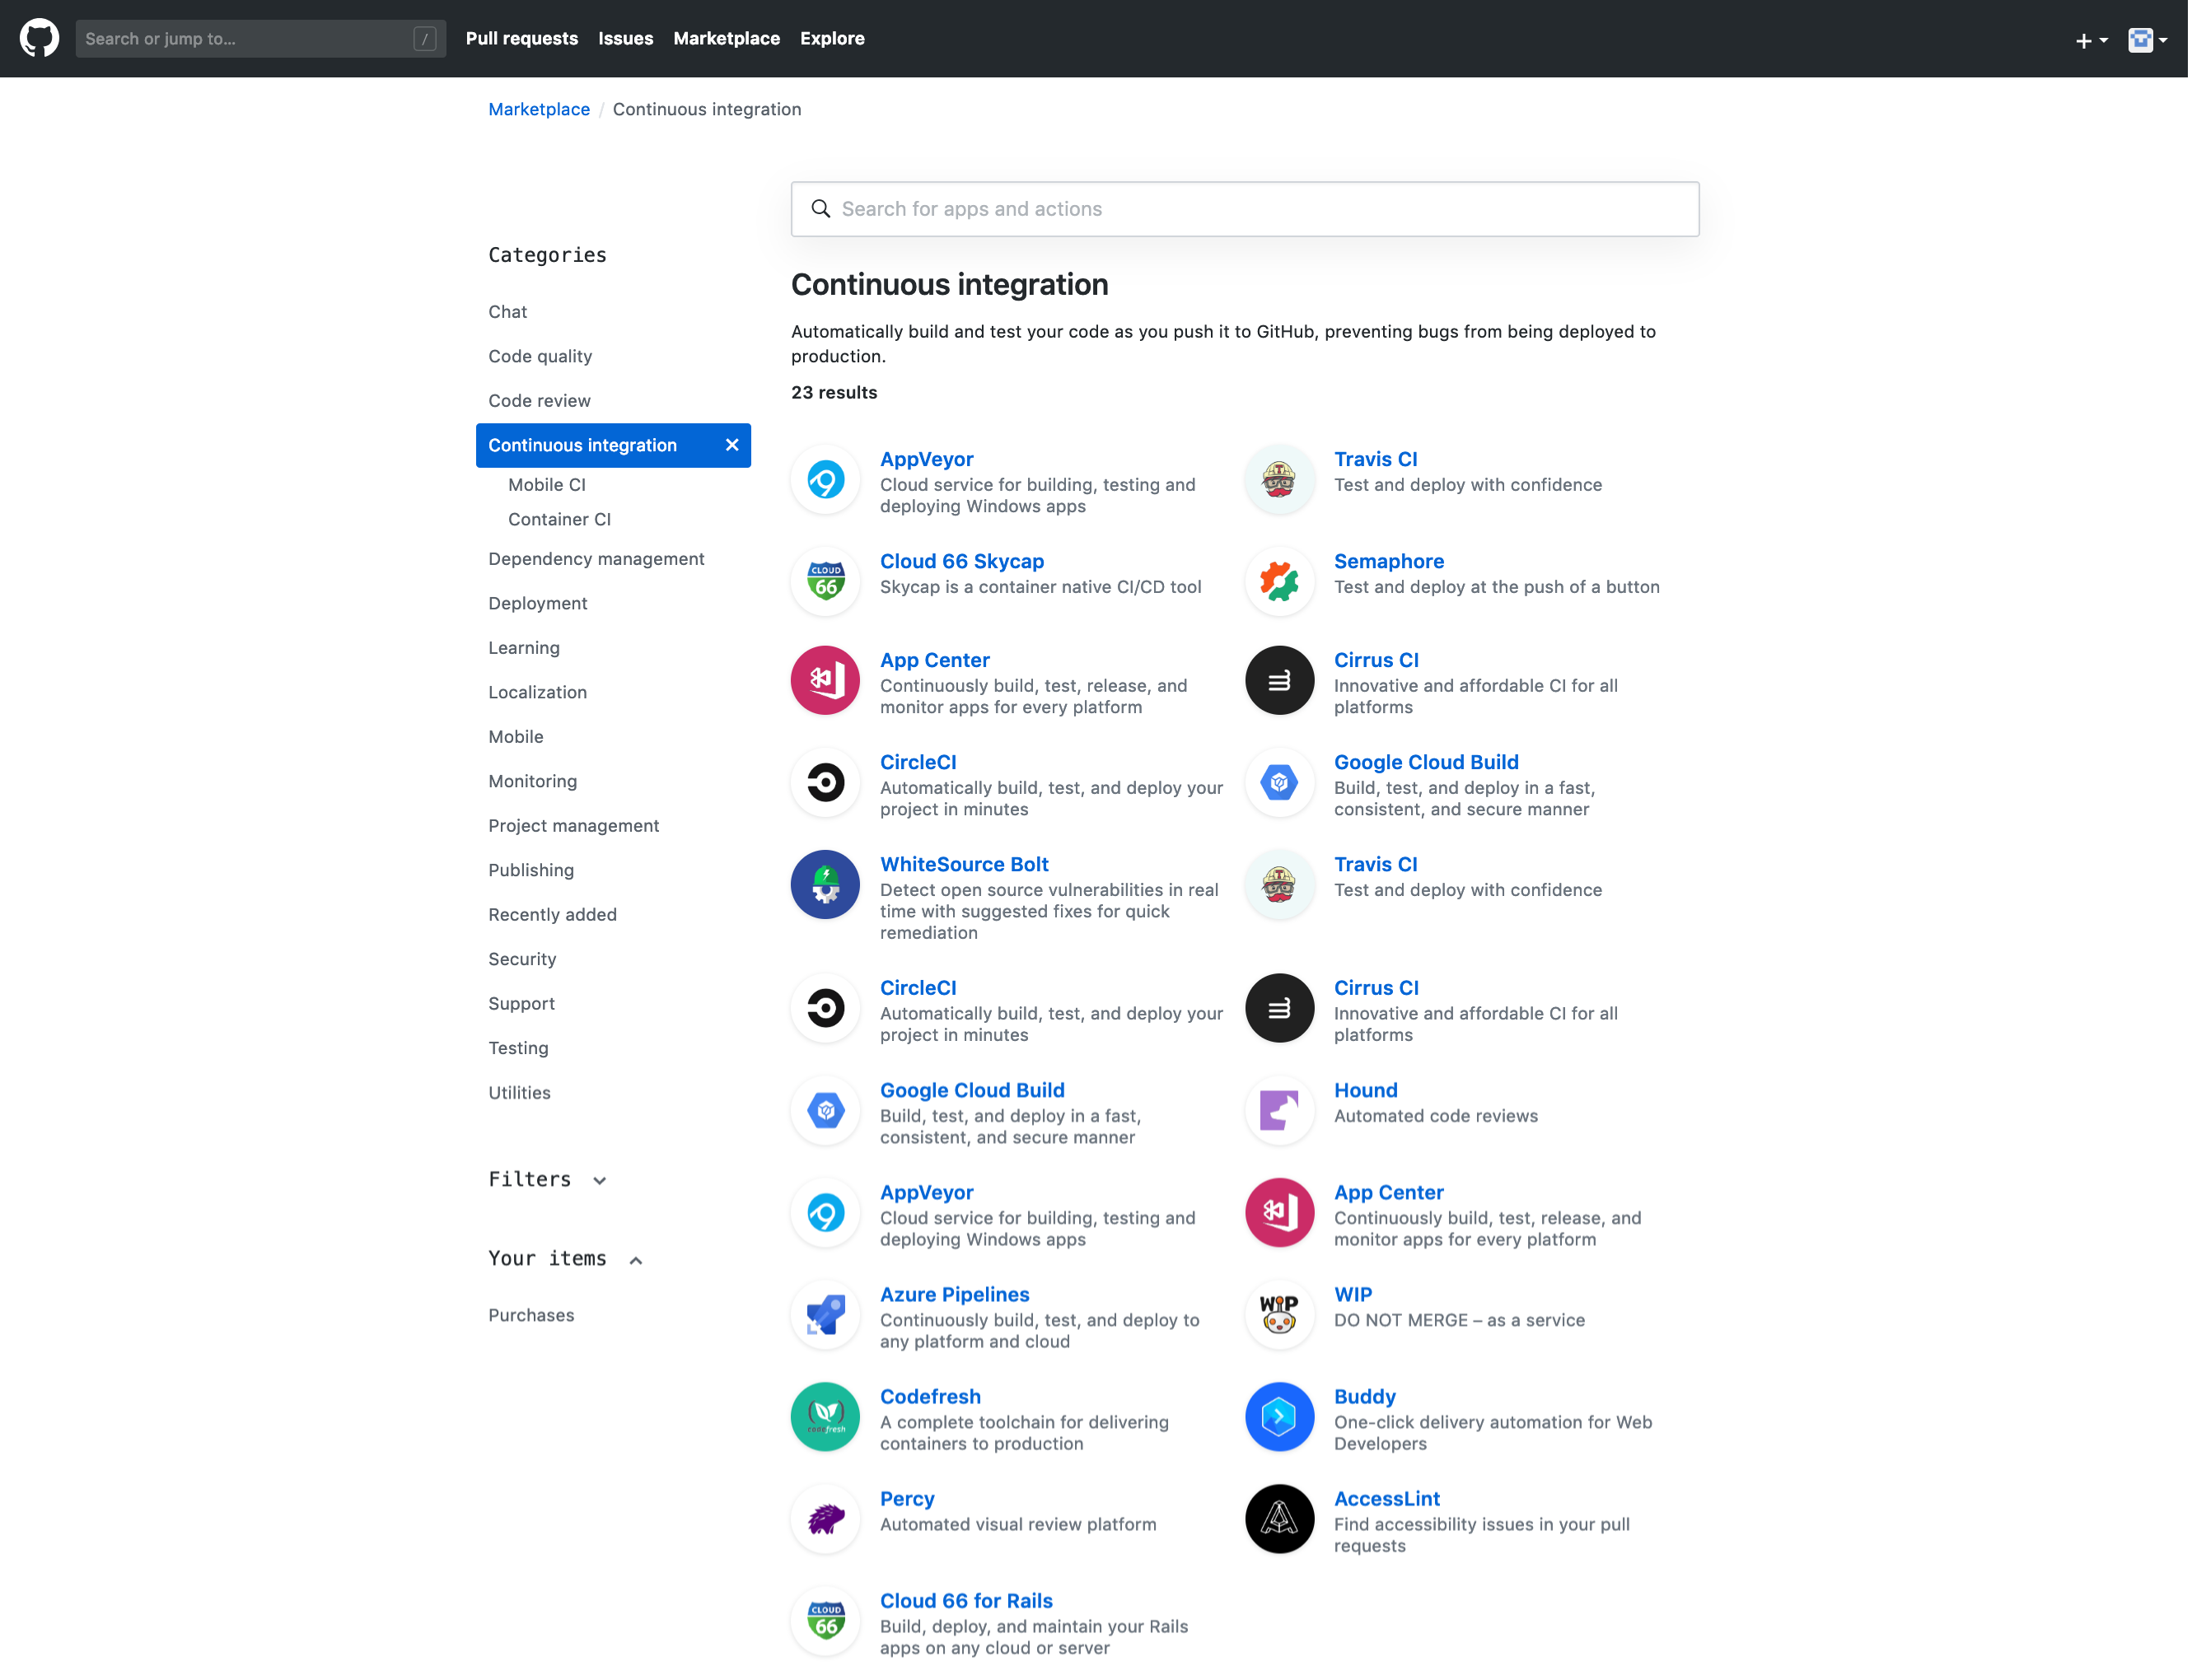 Search or jump to...
/
Pull requests
Issues
Marketplace
Explore
Marketplace / Continuous integration
Search for apps and actions
Categories
Chat
Code quality
Code review
Continuous integration
Mobile CI
Container CI
Dependency management
Deployment
Learning
Localization
Mobile
Monitoring
Project management
Publishing
Recently added
Security
Support
Testing
Utilities
Filters
Your items
Purchases
Continuous integration
Automatically build and test your code as you push it to GitHub, preventing bugs from being deployed to
production.
23 results
AppVeyor
Cloud service for building, testing and
deploying Windows apps
Travis CI
Test and deploy with confidence
CLOUD
66
Cloud 66 Skycap
Skycap is a container native CI/CD tool
Semaphore
Test and deploy at the push of a button
App Center
Continuously build, test, release, and
monitor apps for every platform
Cirrus CI
Innovative and affordable CI for all
platforms
CircleCI
Automatically build, test, and deploy your
project in minutes
Google Cloud Build
Build, test, and deploy in a fast,
consistent, and secure manner
WhiteSource Bolt
Detect open source vulnerabilities in real
time with suggested fixes for quick
remediation
Travis CI
Test and deploy with confidence
CircleCI
Automatically build, test, and deploy your
project in minutes
Cirrus CI
Innovative and affordable CI for all
platforms
Google Cloud Build
Build, test, and deploy in a fast,
consistent, and secure manner
Hound
Automated code reviews
AppVeyor
Cloud service for building, testing and
deploying Windows apps
App Center
Continuously build, test, release, and
monitor apps for every platform
Azure Pipelines
Continuously build, test, and deploy to
any platform and cloud
WIP
WIP
DO NOT MERGE – as a service
codefresh
Codefresh
A complete toolchain for delivering
containers to production
Buddy
One-click delivery automation for Web
Developers
Percy
Automated visual review platform
AccessLint
Find accessibility issues in your pull
requests
CLOUD
66
Cloud 66 for Rails
Build, deploy, and maintain your Rails
apps on any cloud or server